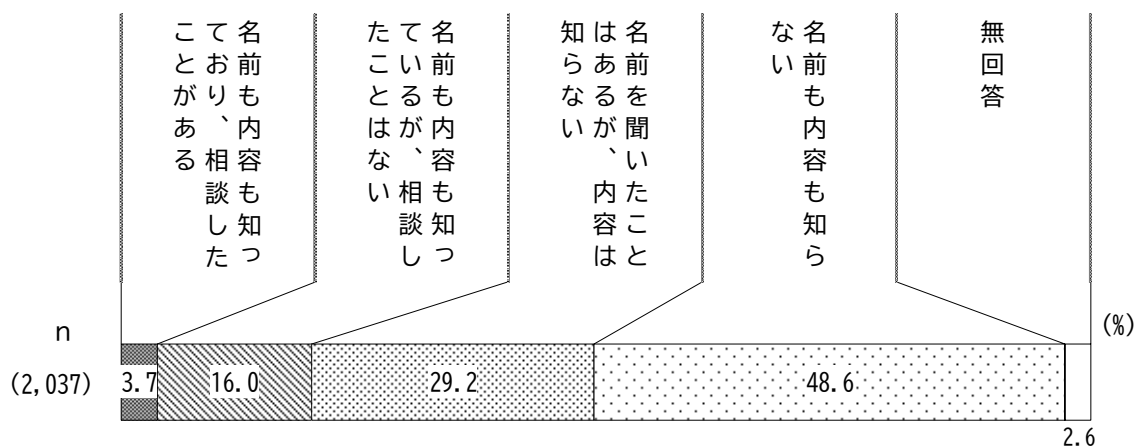 名前も内容も知っ
ており、相談した
ことがある
名前も内容も知っ
ているが、相談し
たことはない
名前を聞いたこと
はあるが、内容は
知らない
名前も内容も知ら
ない
無回答
n
(%)
(2,037)
3.7
16.0
29.2
48.6
2.6